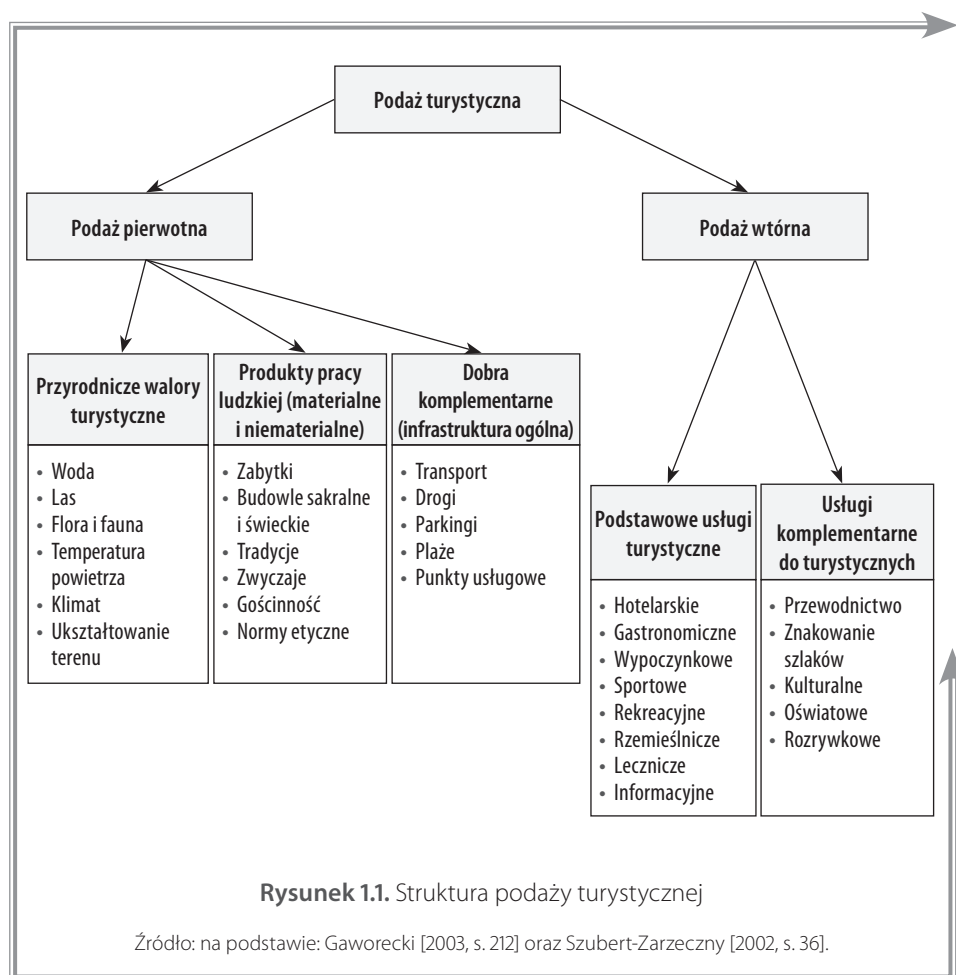 Podaż turystyczna
Podaż pierwotna
Podaż wtórna
Przyrodnicze walory
turystyczne
• Woda
• Las
• Flora i fauna
• Temperatura
powietrza
• Klimat
• Ukształtowanie
terenu
Produkty pracy
ludzkiej (materialne
i niematerialne)
• Zabytki
• Budowle sakralne
i świeckie
• Tradycje
• Zwyczaje
• Gościnność
• Normy etyczne
Dobra
komplementarne
(infrastruktura ogólna)
• Transport
• Drogi
• Parkingi
• Plaże
• Punkty usługowe
Podstawowe usługi
turystyczne
• Hotelarskie
• Gastronomiczne
• Wypoczynkowe
• Sportowe
• Rekreacyjne
• Rzemieślnicze
• Lecznicze
• Informacyjne
Usługi
komplementarne
do turystycznych
• Przewodnictwo
• Znakowanie
szlaków
• Kulturalne
• Oświatowe
• Rozrywkowe
Rysunek 1.1. Struktura podaży turystycznej
Źródło: na podstawie: Gaworecki [2003, s. 212] oraz Szubert-Zarzeczny [2002, s. 36].